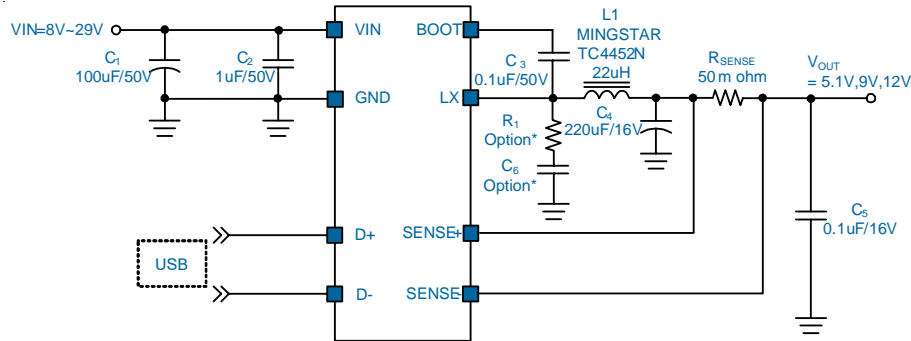 VIN=8V~29V
C1
100uF/50V
C2
1uF/50V
VIN
GND
D+
D-
BOOT
LX
SENSE+
SENSE-
USB
C 3
0.1uF/50V
L1
MINGSTAR
TC4452N
22uH
R1
Option*
C6
Option*
C4
220uF/16V
RSENSE
50 m ohm
VOUT
= 5.1V,9V,12V
C5
0.1uF/16V